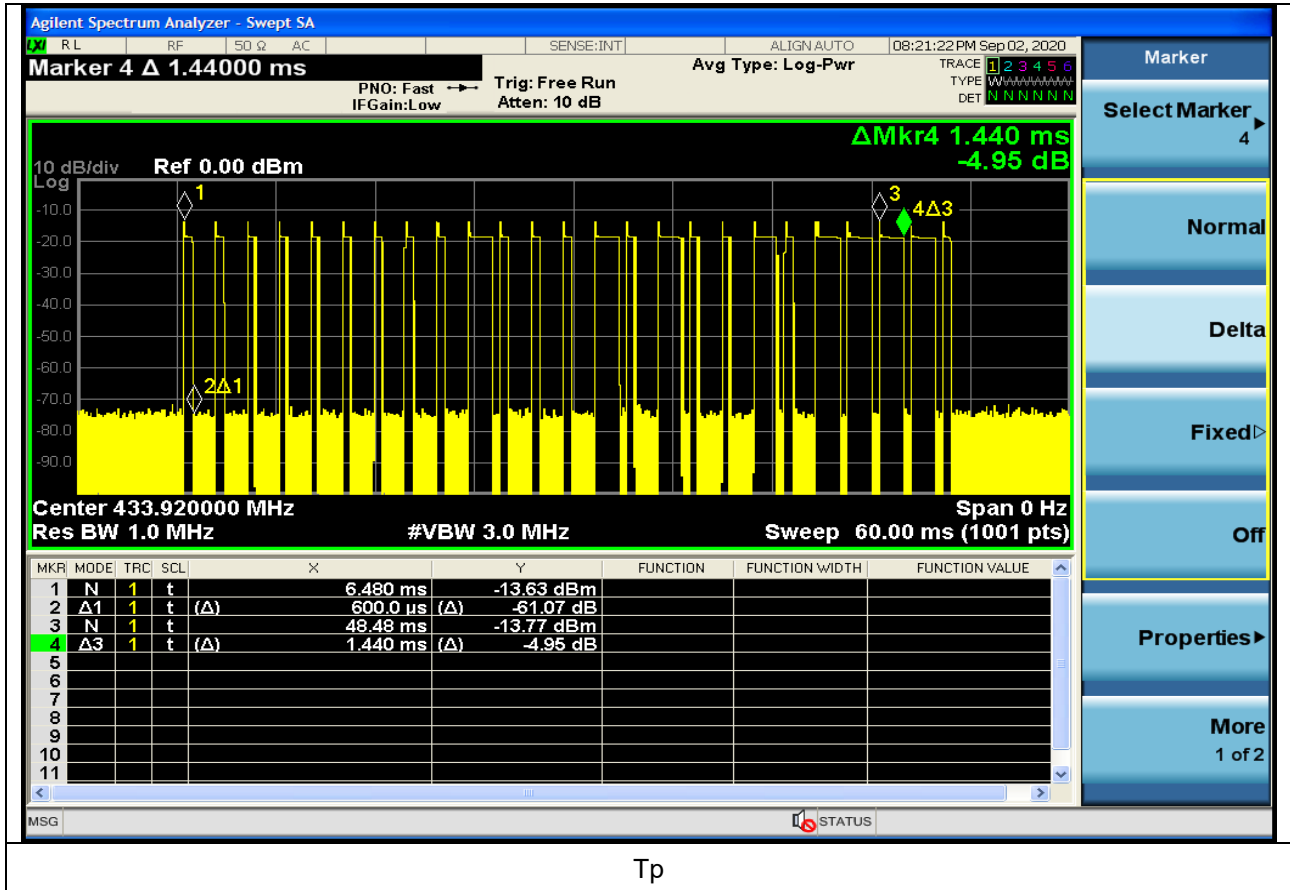 Agilent Spectrum Analyzer - Swept SA
LXI RL RF 50 Ω AC SENSE:INT ALIGN AUTO 08:21:22 PM Sep 02, 2020
Marker 4 Δ 1.44000 ms
PNO: Fast
IFGain:Low
Trig: Free Run
Atten: 10 dB
Avg Type: Log-Pwr
TRACE 1 2 3 4 5 6
TYPE WWWWWW
DET N N N N N N
ΔMkr4 1.440 ms
-4.95 dB
10 dB/div Ref 0.00 dBm
Log
-10.0
-20.0
-30.0
-40.0
-50.0
-60.0
-70.0
-80.0
-90.0
1
2Δ1
3
4Δ3
Center 433.920000 MHz Span 0 Hz
Res BW 1.0 MHz #VBW 3.0 MHz Sweep 60.00 ms (1001 pts)
MKR MODE TRC SCL X Y FUNCTION FUNCTION WIDTH FUNCTION VALUE
1 N 1 t 6.480 ms -13.63 dBm
2 Δ1 1 t (Δ) 600.0 µs (Δ) -61.07 dB
3 N 1 t 48.48 ms -13.77 dBm
4 Δ3 1 t (Δ) 1.440 ms (Δ) -4.95 dB
5
6
7
8
9
10
11
MSG STATUS
Marker
Select Marker
4
Normal
Delta
Fixed
Off
Properties
More
1 of 2
Tp